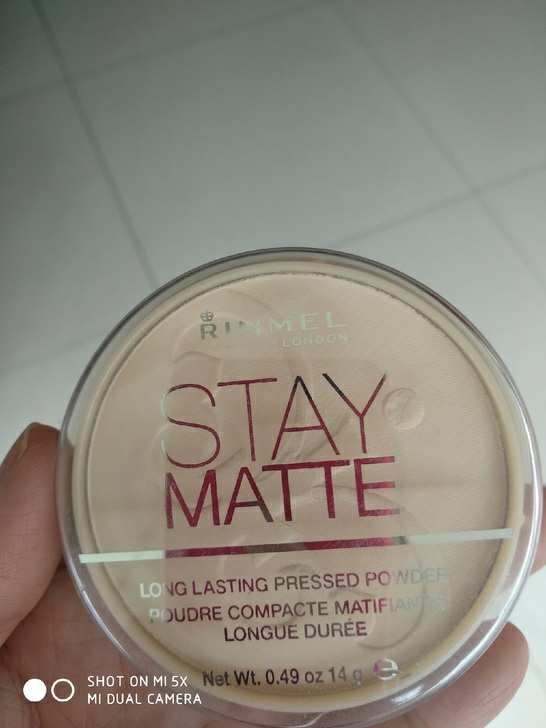 RIMMEL
LONDON
STAY
MATTE
LONG LASTING PRESSED POWDER
POUDRE COMPACTE MATIFIANTE
LONGUE DURÉE
Net Wt. 0.49 oz 14 g e
SHOT ON MI 5X
MI DUAL CAMERA